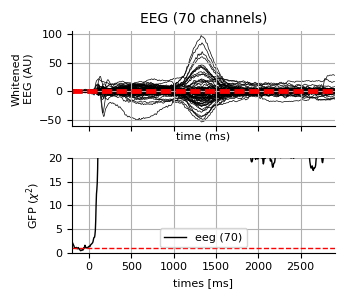 EEG (70 channels)
Whitened
EEG (AU)
100
50
0
−50
time (ms)
GFP (χ²)
20
15
10
5
0
eeg (70)
0 500 1000 1500 2000 2500
times [ms]